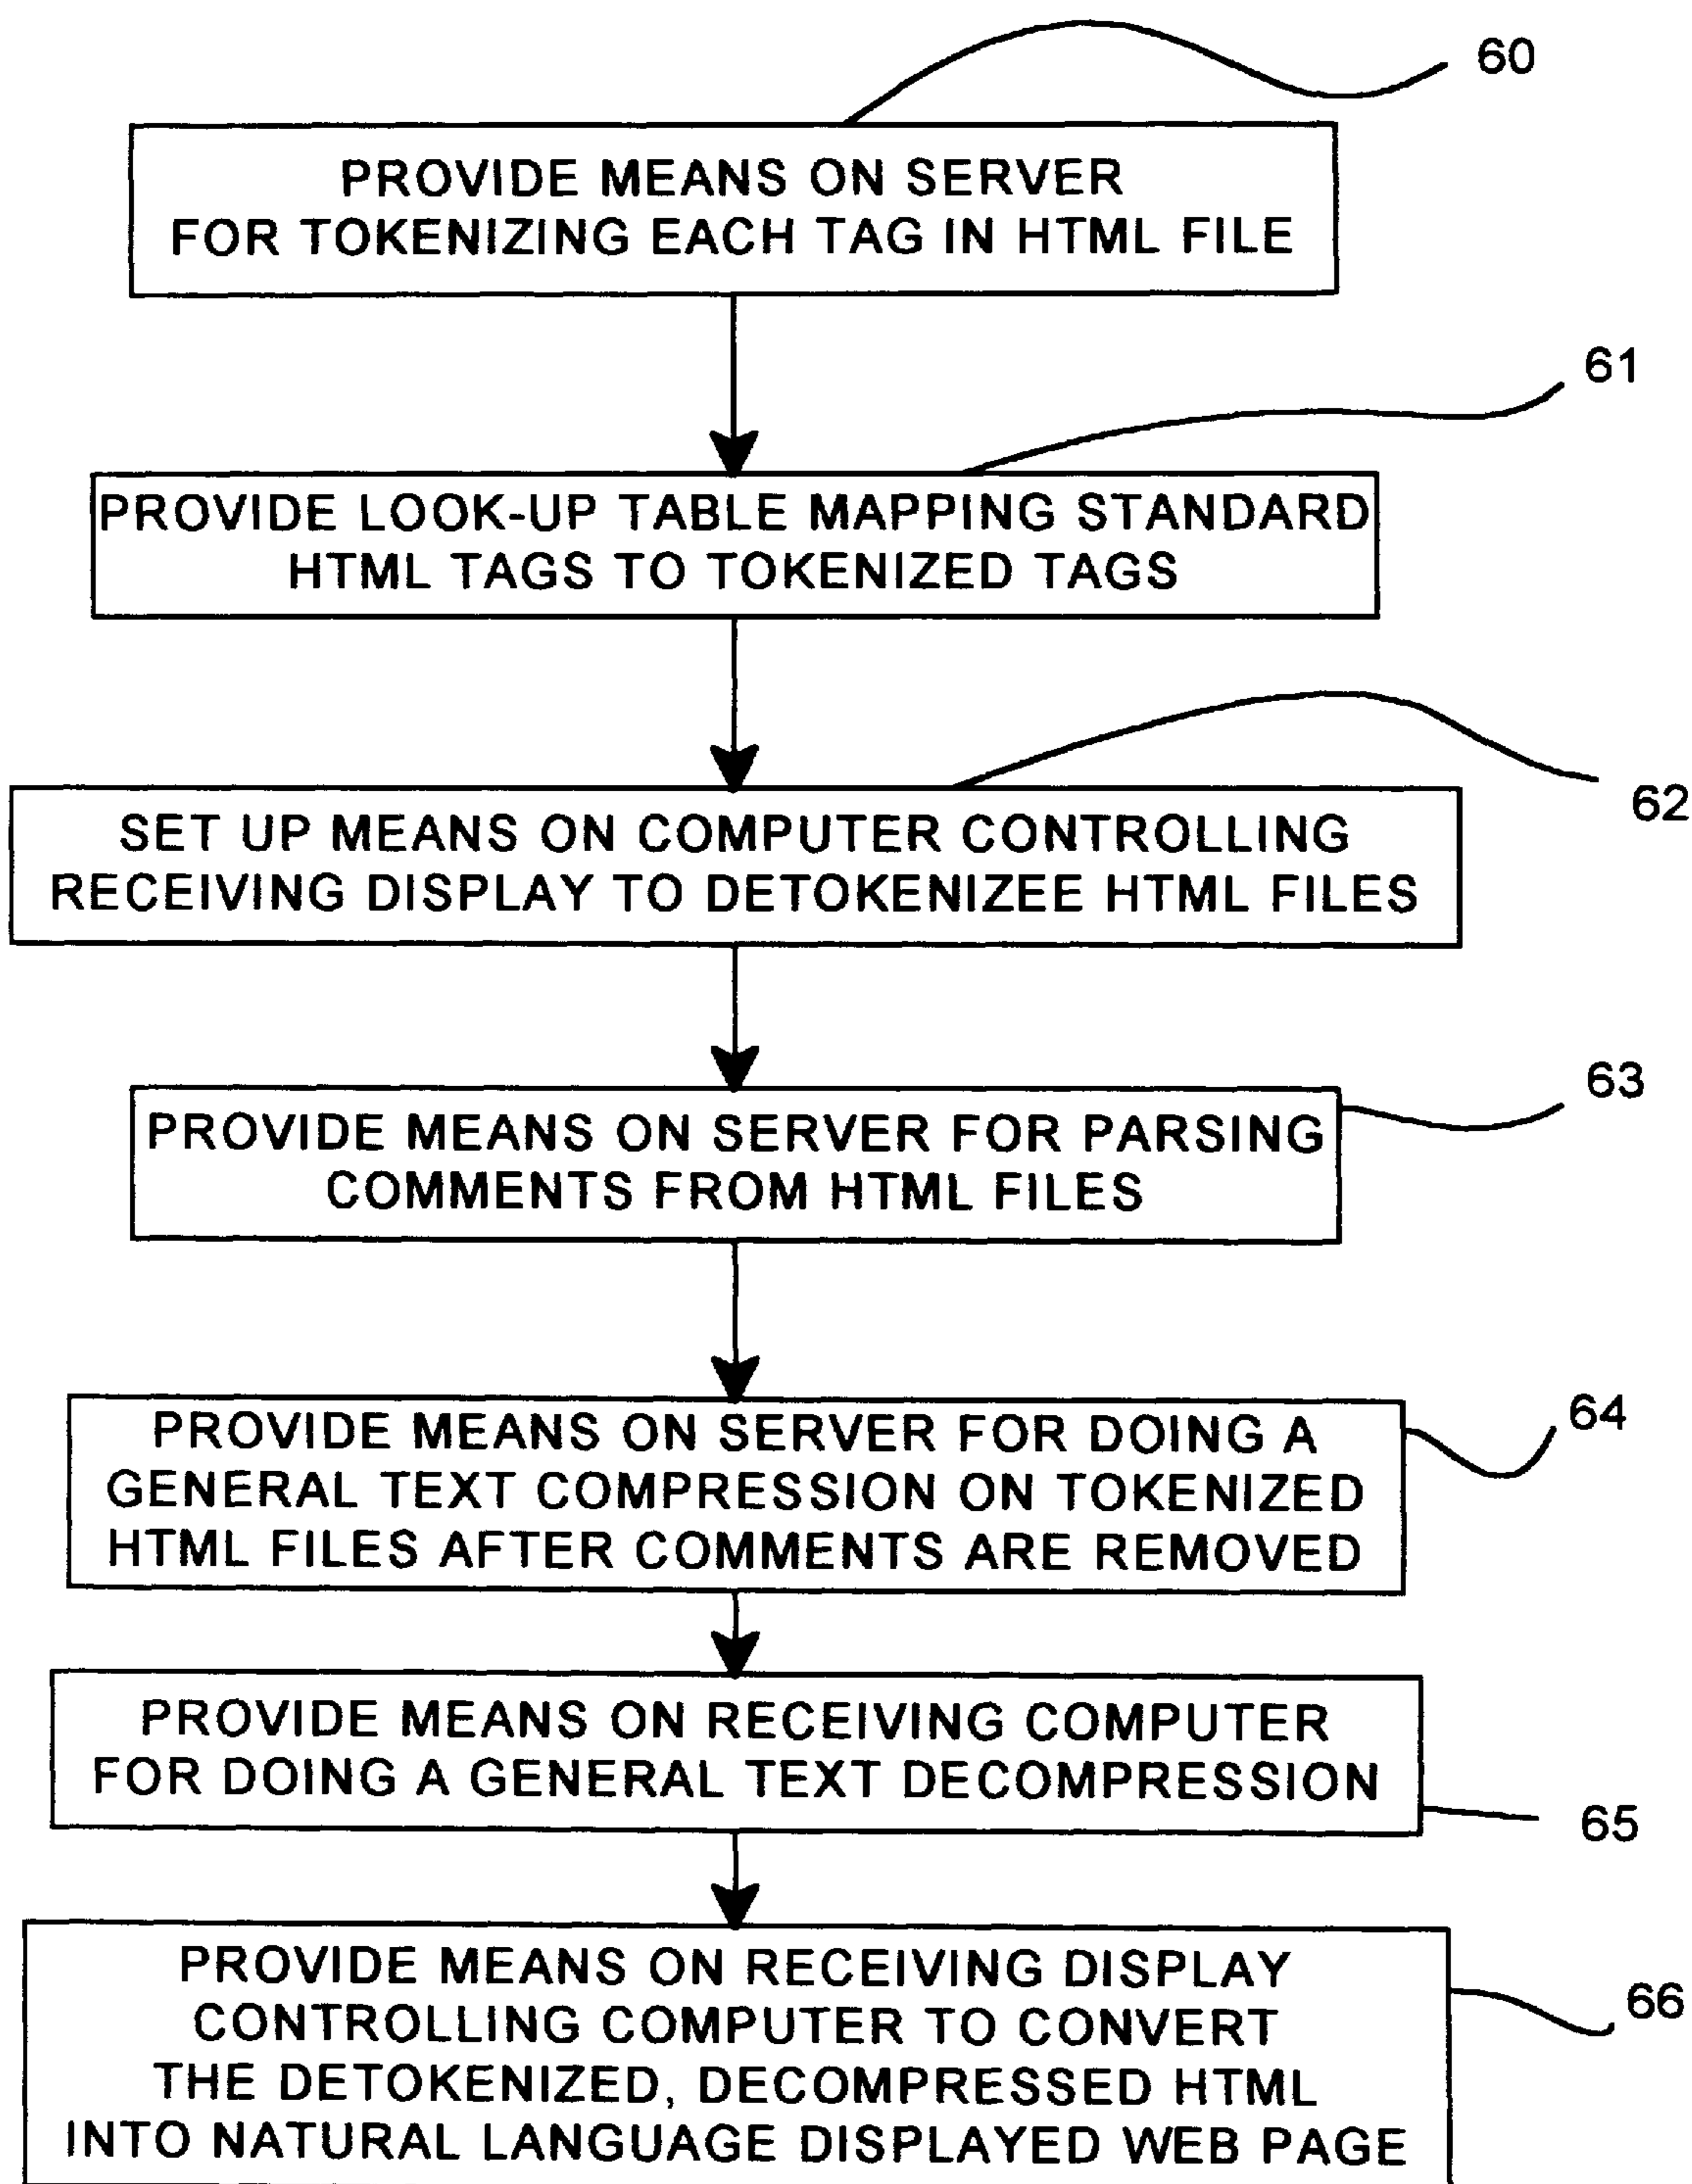 60
PROVIDE MEANS ON SERVER
FOR TOKENIZING EACH TAG IN HTML FILE
61
PROVIDE LOOK-UP TABLE MAPPING STANDARD
HTML TAGS TO TOKENIZED TAGS
62
SET UP MEANS ON COMPUTER CONTROLLING
RECEIVING DISPLAY TO DETOKENIZEE HTML FILES
63
PROVIDE MEANS ON SERVER FOR PARSING
COMMENTS FROM HTML FILES
64
PROVIDE MEANS ON SERVER FOR DOING A
GENERAL TEXT COMPRESSION ON TOKENIZED
HTML FILES AFTER COMMENTS ARE REMOVED
PROVIDE MEANS ON RECEIVING COMPUTER
FOR DOING A GENERAL TEXT DECOMPRESSION
65
PROVIDE MEANS ON RECEIVING DISPLAY
CONTROLLING COMPUTER TO CONVERT
66
THE DETOKENIZED, DECOMPRESSED HTML
INTO NATURAL LANGUAGE DISPLAYED WEB PAGE